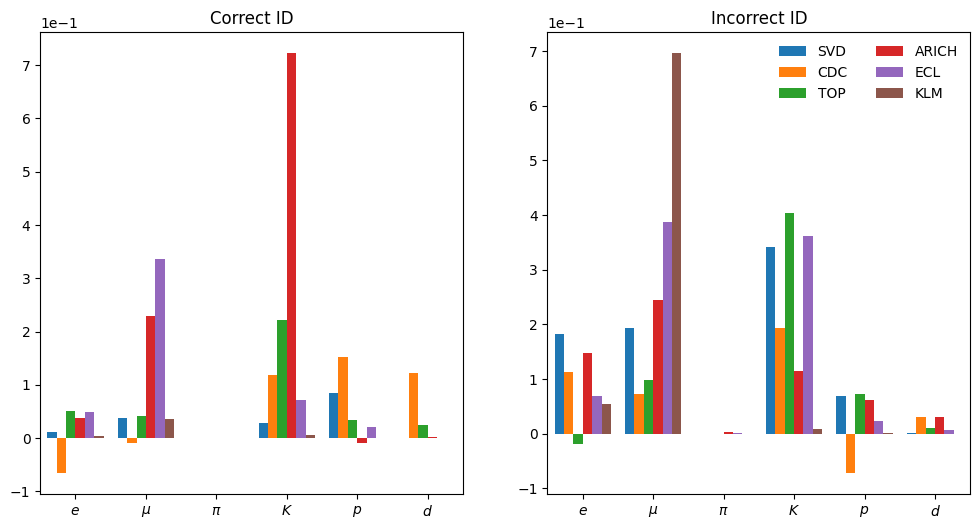 Correct ID
1e−1
7
6
5
4
3
2
1
0
−1
e μ π K p d
Incorrect ID
1e−1
7
6
5
4
3
2
1
0
−1
SVD ARICH
CDC ECL
TOP KLM
e μ π K p d